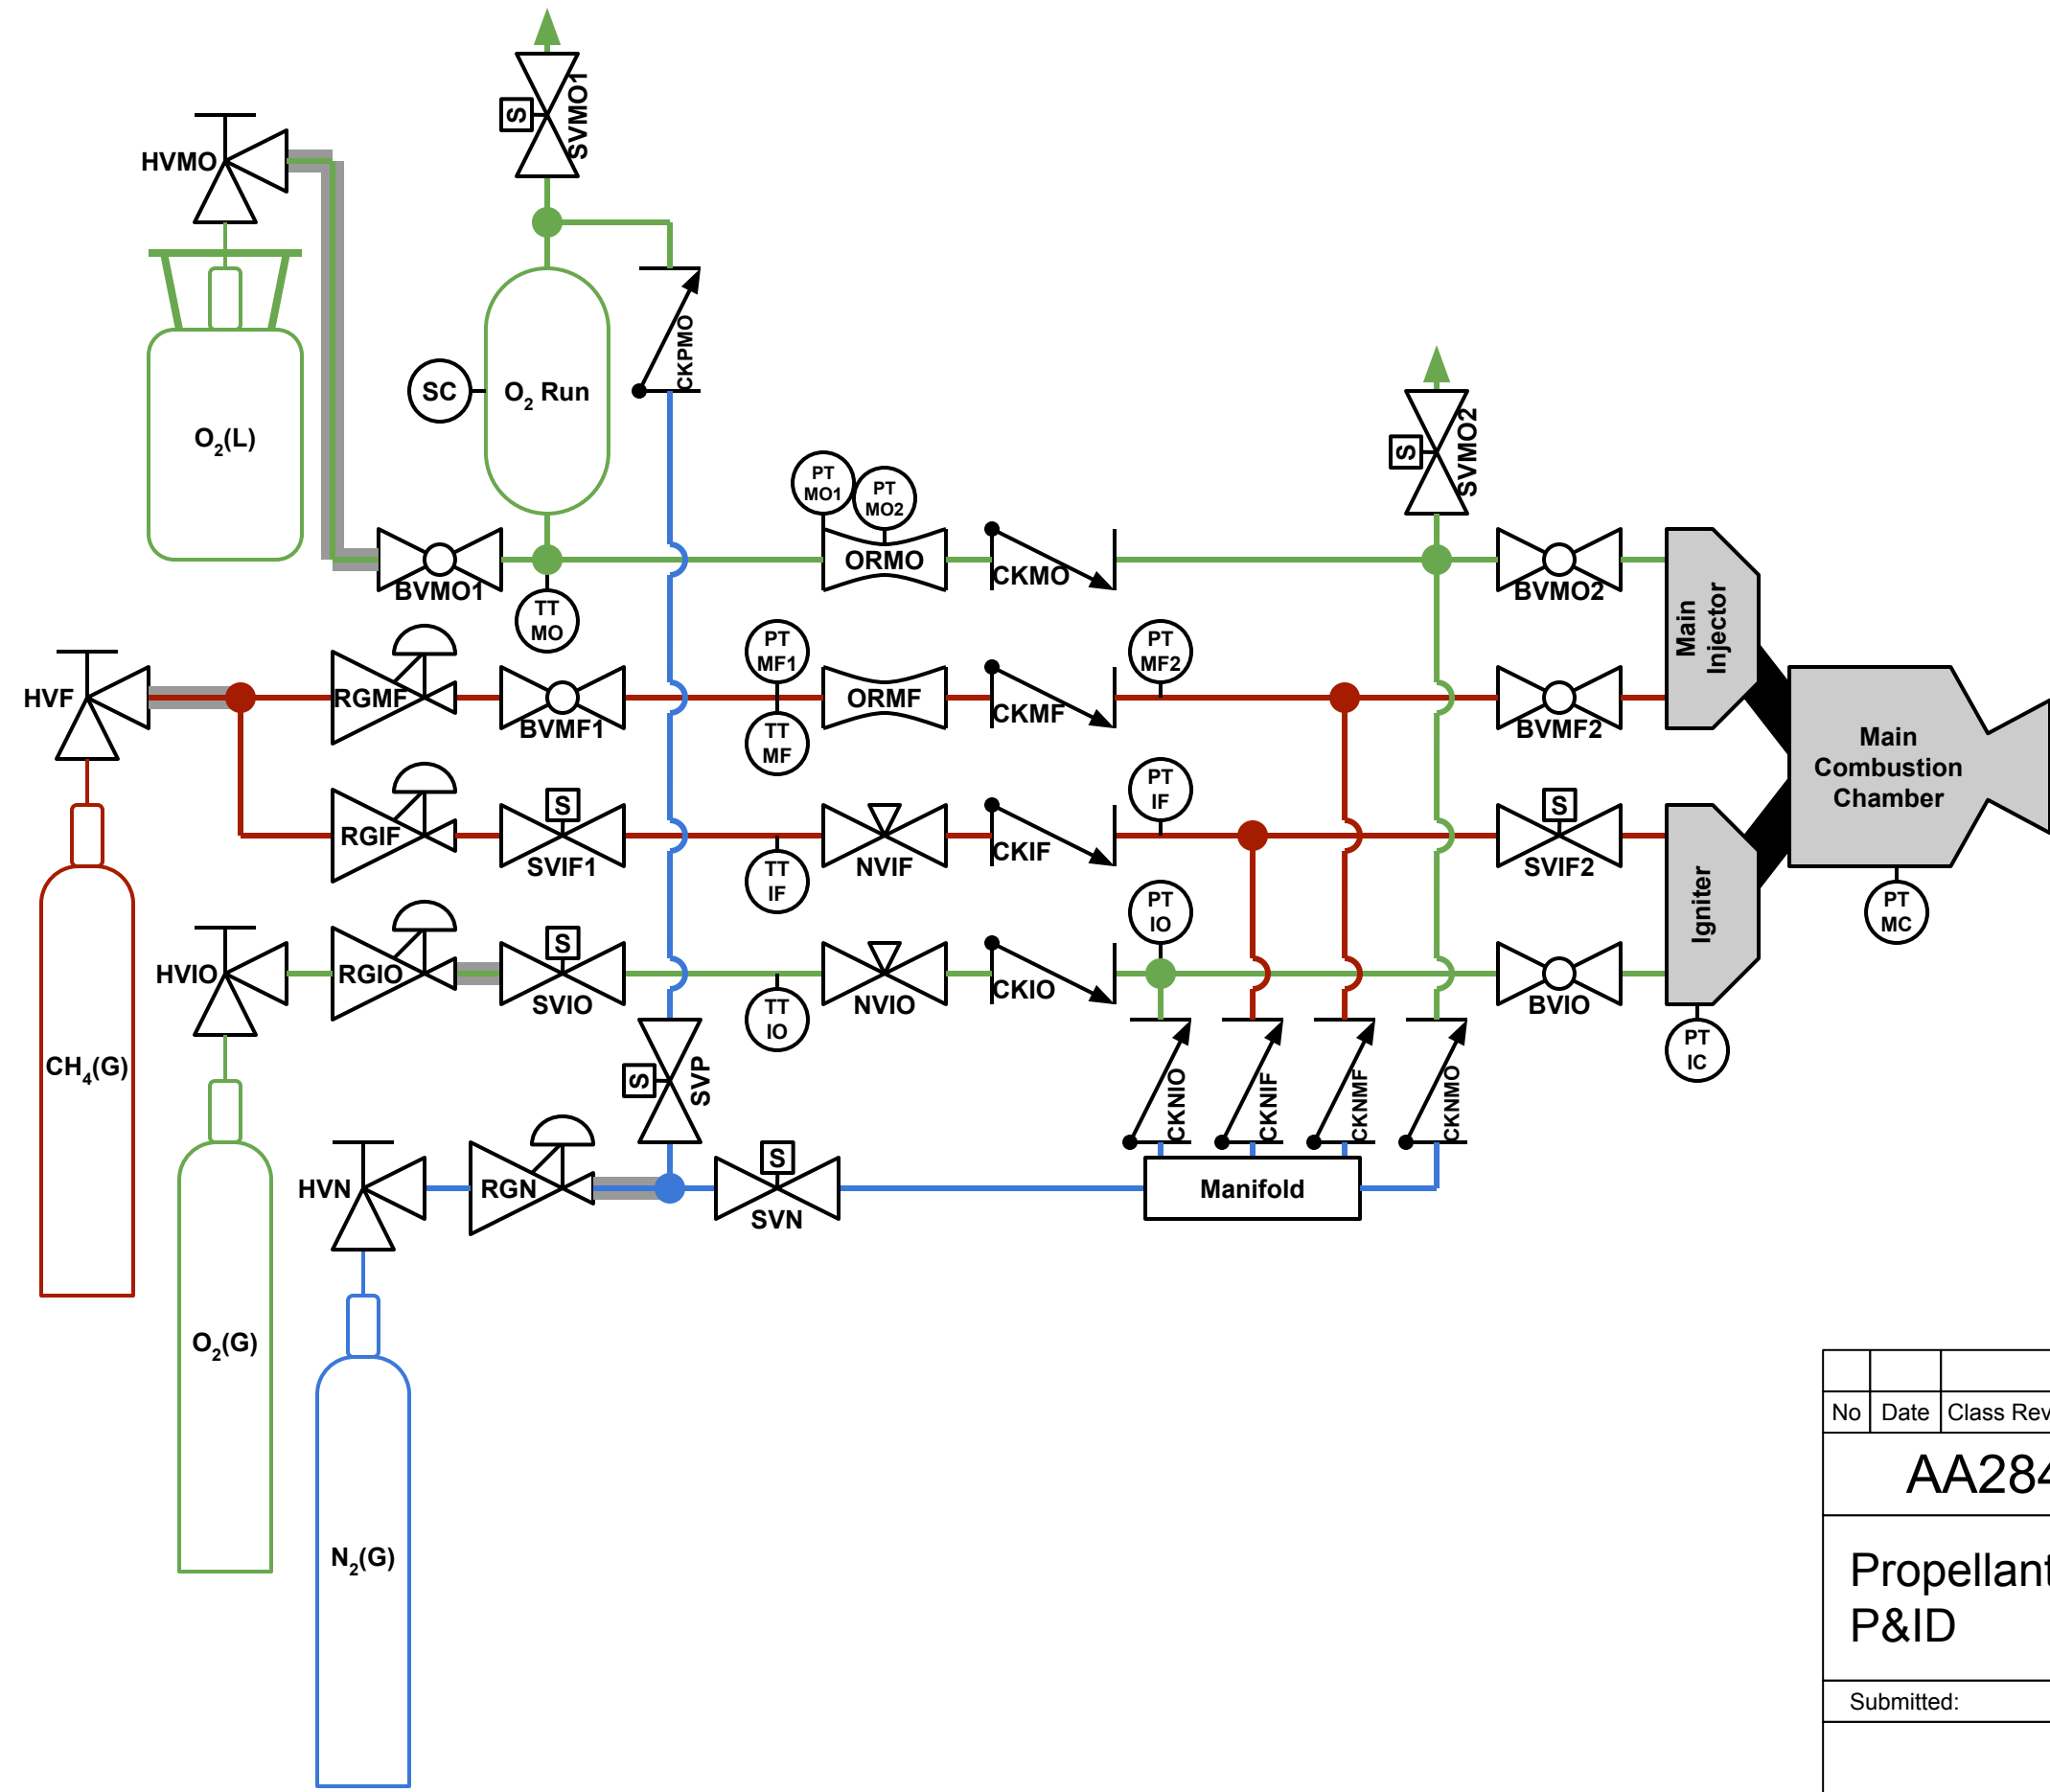 SVMO1
S
HVMO
CKPMO
SC
O₂ Run
O₂(L)
SVMO2
S
PT
MO1
PT
MO2
ORMO
CKMO
BVMO1
BVMO2
TT
MO
Main
Injector
HVF
RGMF
BVMF1
PT
MF1
TT
MF
ORMF
CKMF
PT
MF2
BVMF2
Main
Combustion
Chamber
RGIF
S
SVIF1
TT
IF
NVIF
CKIF
PT
IF
S
SVIF2
Igniter
PT
MC
HVIO
RGIO
S
SVIO
TT
IO
NVIO
CKIO
PT
IO
BVIO
PT
IC
CH₄(G)
S
SVP
CKNIO
CKNIF
CKNMF
CKNMO
HVN
RGN
S
SVN
Manifold
O₂(G)
N₂(G)
No Date Class Rev
AA284
Propellant
P&ID
Submitted: